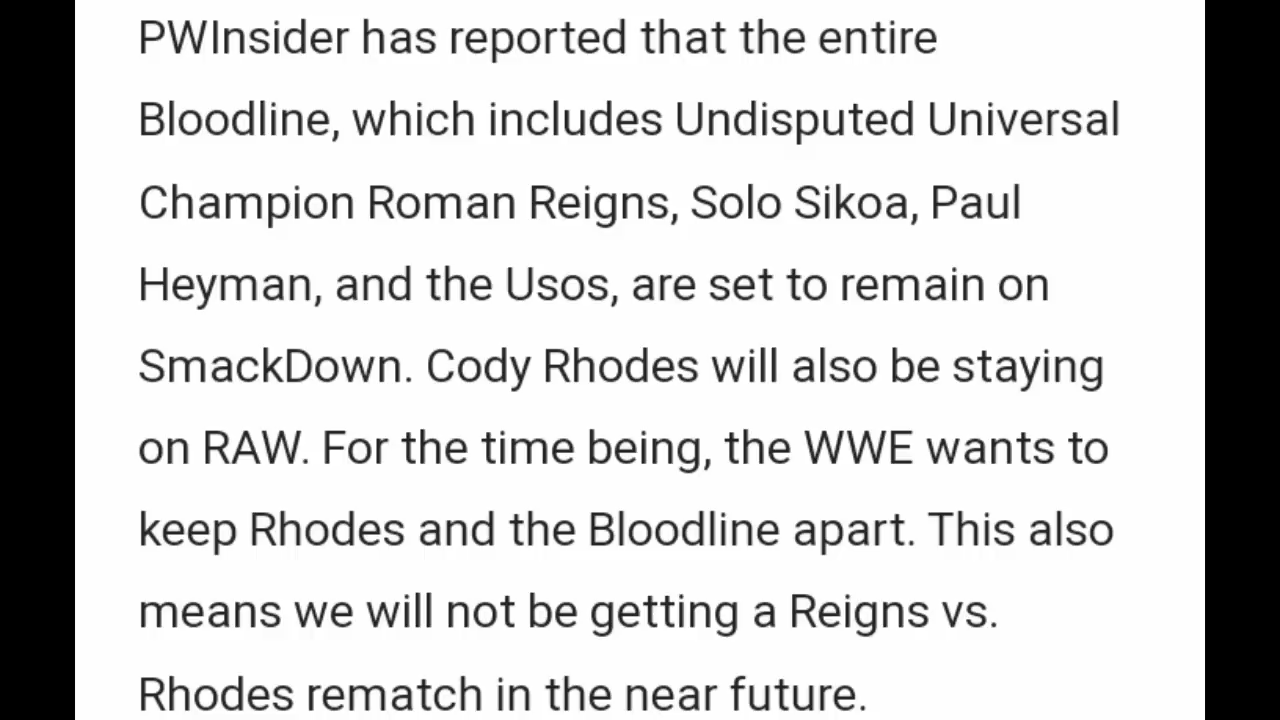 PWInsider has reported that the entire
Bloodline, which includes Undisputed Universal
Champion Roman Reigns, Solo Sikoa, Paul
Heyman, and the Usos, are set to remain on
SmackDown. Cody Rhodes will also be staying
on RAW. For the time being, the WWE wants to
keep Rhodes and the Bloodline apart. This also
means we will not be getting a Reigns vs.
Rhodes rematch in the near future.